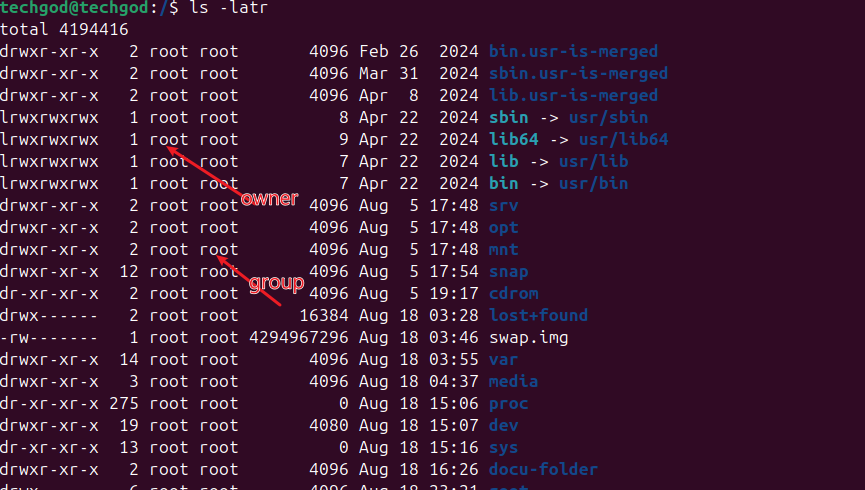 techgod@techgod:/$ ls -latr
total 4194416
drwxr-xr-x   2 root root       4096 Feb 26  2024 bin.usr-is-merged
drwxr-xr-x   2 root root       4096 Mar 31  2024 sbin.usr-is-merged
drwxr-xr-x   2 root root       4096 Apr  8  2024 lib.usr-is-merged
lrwxrwxrwx   1 root root          8 Apr 22  2024 sbin -> usr/sbin
lrwxrwxrwx   1 root root          9 Apr 22  2024 lib64 -> usr/lib64
lrwxrwxrwx   1 root root          7 Apr 22  2024 lib -> usr/lib
lrwxrwxrwx   1 root root          7 Apr 22  2024 bin -> usr/bin
owner
drwxr-xr-x   2 root root       4096 Aug  5 17:48 srv
drwxr-xr-x   2 root root       4096 Aug  5 17:48 opt
drwxr-xr-x   2 root root       4096 Aug  5 17:48 mnt
drwxr-xr-x  12 root root       4096 Aug  5 17:54 snap
group
dr-xr-xr-x   2 root root       4096 Aug  5 19:17 cdrom
drwx------   2 root root      16384 Aug 18 03:28 lost+found
-rw-------   1 root root 4294967296 Aug 18 03:46 swap.img
drwxr-xr-x  14 root root       4096 Aug 18 03:55 var
drwxr-xr-x   3 root root       4096 Aug 18 04:37 media
dr-xr-xr-x 275 root root          0 Aug 18 15:06 proc
drwxr-xr-x  19 root root       4080 Aug 18 15:07 dev
dr-xr-xr-x  13 root root          0 Aug 18 15:16 sys
drwxr-xr-x   2 root root       4096 Aug 18 16:26 docu-folder